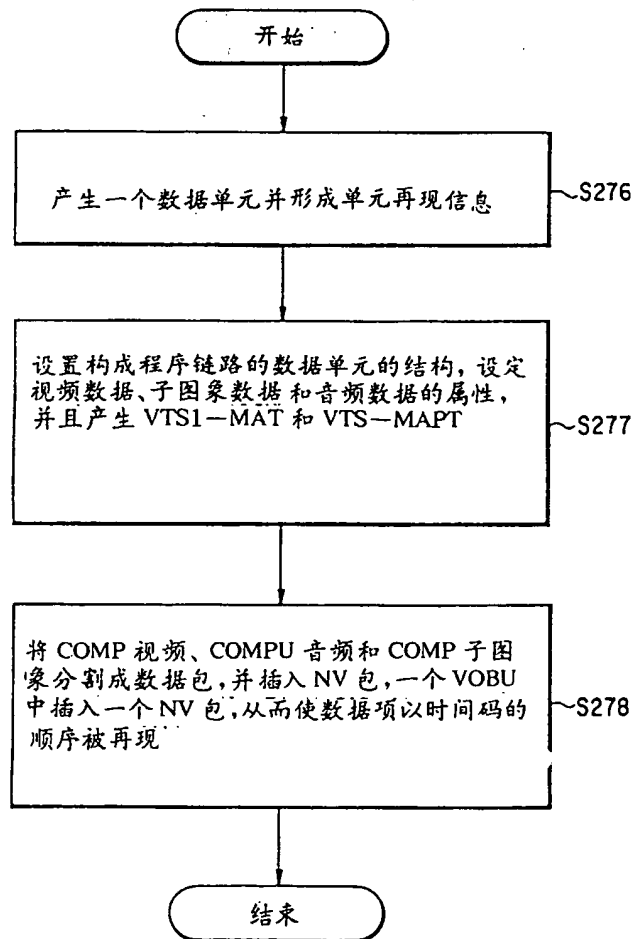 开始
产生一个数据单元并形成单元再现信息
S276
设置构成程序链路的数据单元的结构,设定
视频数据、子图象数据和音频数据的属性,
并且产生 VTS1-MAT 和 VTS-MAPT
S277
将 COMP 视频、COMPU 音频和 COMP 子图
象分割成数据包,并插入 NV 包,一个 VOBU
中插入一个 NV 包,从而使数据项以时间码的
顺序被再现
S278
结束